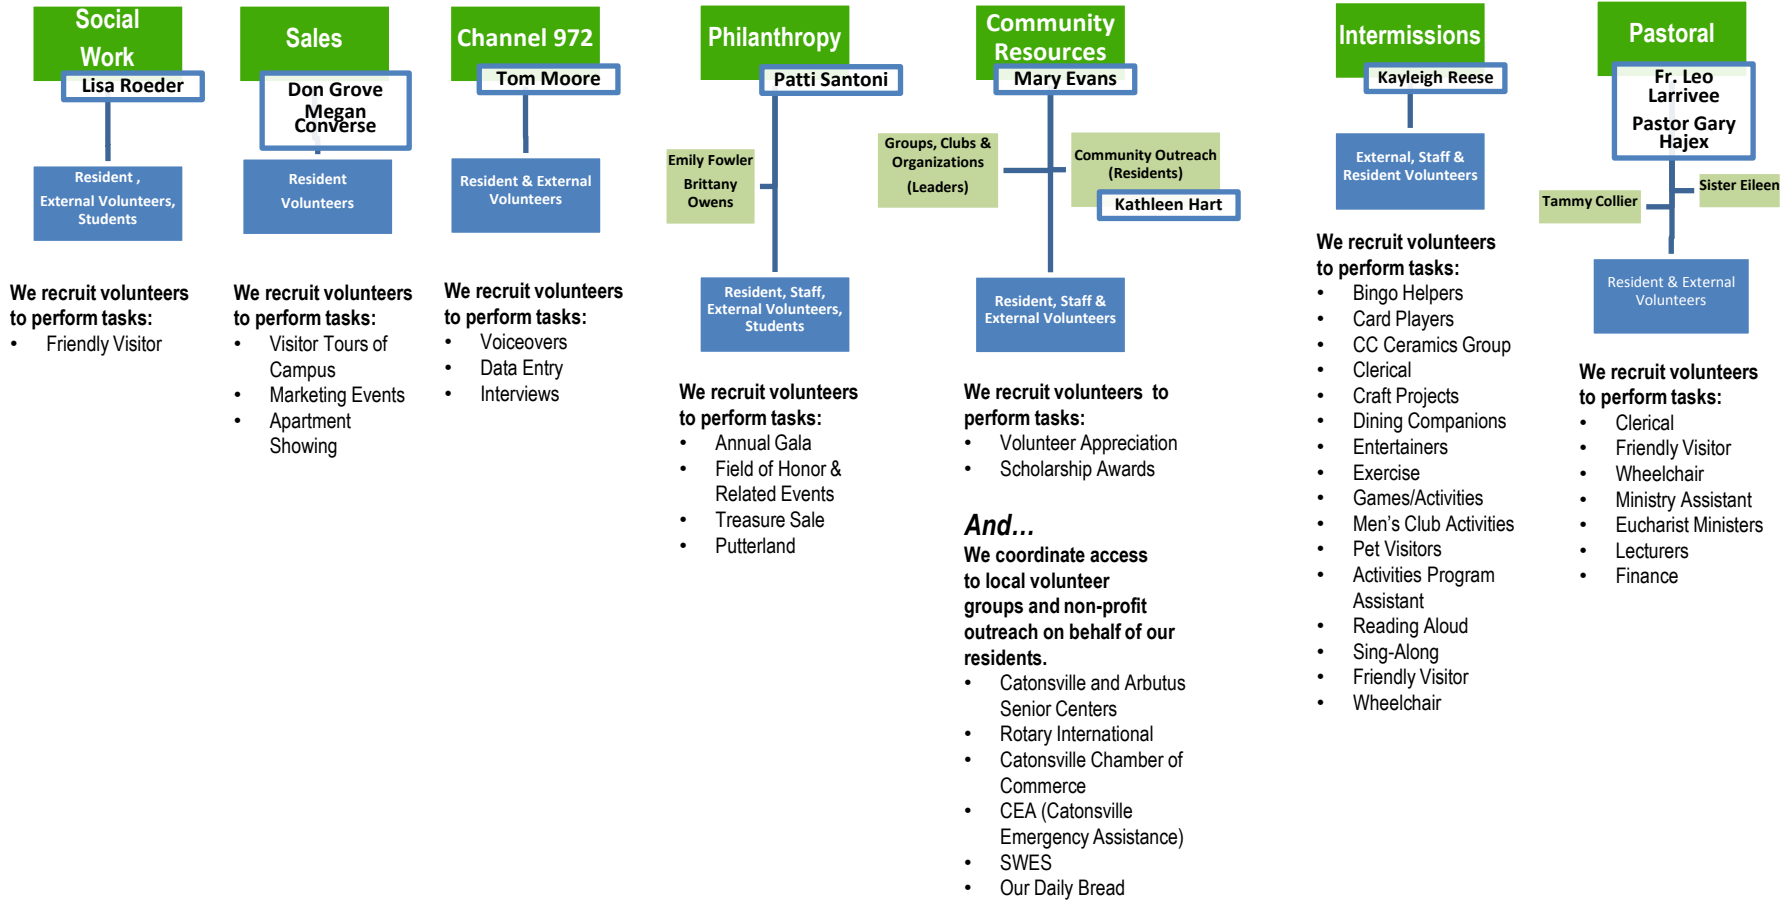 Social
Work
Lisa Roeder
Resident ,
External Volunteers,
Students
We recruit volunteers
to perform tasks:
• Friendly Visitor
Sales
Don Grove
Megan
Converse
Resident
Volunteers
We recruit volunteers
to perform tasks:
• Visitor Tours of
Campus
• Marketing Events
• Apartment
Showing
Channel 972
Tom Moore
Resident & External
Volunteers
We recruit volunteers
to perform tasks:
• Voiceovers
• Data Entry
• Interviews
Philanthropy
Patti Santoni
Emily Fowler
Brittany
Owens
Resident, Staff,
External Volunteers,
Students
We recruit volunteers
to perform tasks:
• Annual Gala
• Field of Honor &
Related Events
• Treasure Sale
• Putterland
Community
Resources
Mary Evans
Groups, Clubs &
Organizations
(Leaders)
Community Outreach
(Residents)
Kathleen Hart
Resident, Staff &
External Volunteers
We recruit volunteers to
perform tasks:
• Volunteer Appreciation
• Scholarship Awards
And...
We coordinate access
to local volunteer
groups and non-profit
outreach on behalf of our
residents.
• Catonsville and Arbutus
Senior Centers
• Rotary International
• Catonsville Chamber of
Commerce
• CEA (Catonsville
Emergency Assistance)
• SWES
• Our Daily Bread
Intermissions
Kayleigh Reese
External, Staff &
Resident Volunteers
We recruit volunteers
to perform tasks:
• Bingo Helpers
• Card Players
• CC Ceramics Group
• Clerical
• Craft Projects
• Dining Companions
• Entertainers
• Exercise
• Games/Activities
• Men's Club Activities
• Pet Visitors
• Activities Program
Assistant
• Reading Aloud
• Sing-Along
• Friendly Visitor
• Wheelchair
Pastoral
Fr. Leo
Larrivee
Pastor Gary
Hajex
Sister Eileen
Tammy Collier
Resident & External
Volunteers
We recruit volunteers
to perform tasks:
• Clerical
• Friendly Visitor
• Wheelchair
• Ministry Assistant
• Eucharist Ministers
• Lecturers
• Finance